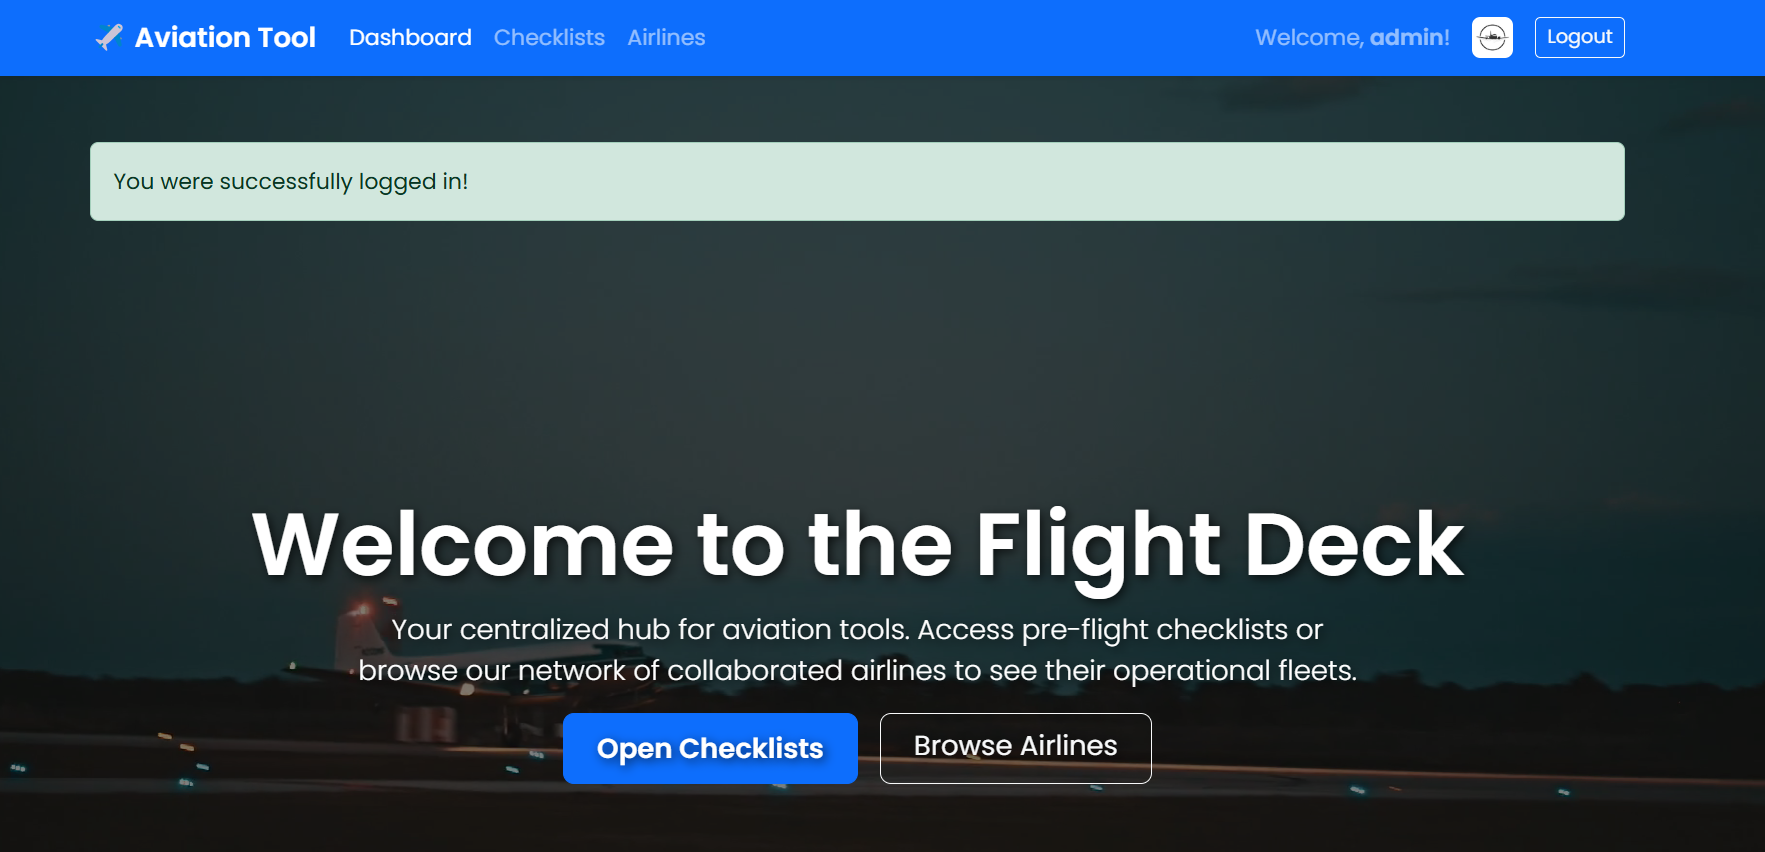 Aviation Tool Dashboard Checklists Airlines Welcome, admin! Logout
You were successfully logged in!
Welcome to the Flight Deck
Your centralized hub for aviation tools. Access pre-flight checklists or
browse our network of collaborated airlines to see their operational fleets.
Open Checklists Browse Airlines